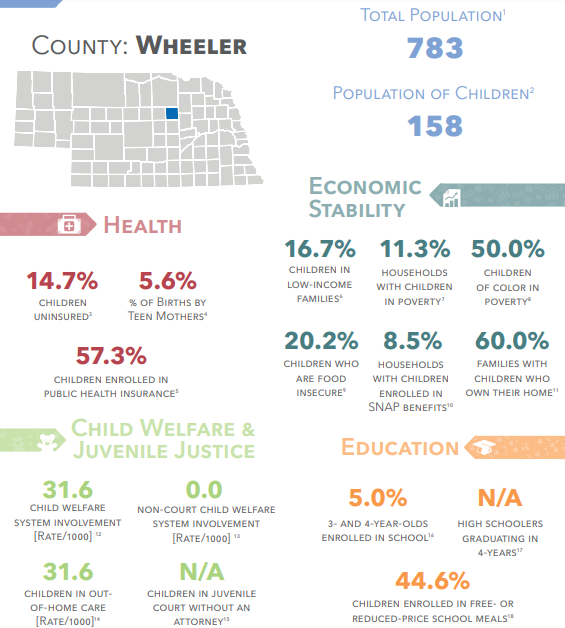 COUNTY: WHEELER
TOTAL POPULATION¹
783
POPULATION OF CHILDREN²
158
HEALTH
14.7%
CHILDREN
UNINSURED³
5.6%
% OF BIRTHS BY
TEEN MOTHERS⁴
57.3%
CHILDREN ENROLLED IN
PUBLIC HEALTH INSURANCE⁵
ECONOMIC
STABILITY
16.7%
CHILDREN IN
LOW-INCOME
FAMILIES⁶
11.3%
HOUSEHOLDS
WITH CHILDREN
IN POVERTY⁷
50.0%
CHILDREN
OF COLOR IN
POVERTY⁸
20.2%
CHILDREN WHO
ARE FOOD
INSECURE⁹
8.5%
HOUSEHOLDS
WITH CHILDREN
ENROLLED IN
SNAP BENEFITS¹⁰
60.0%
FAMILIES WITH
CHILDREN WHO
OWN THEIR HOME¹¹
CHILD WELFARE &
JUVENILE JUSTICE
31.6
CHILD WELFARE
SYSTEM INVOLVEMENT
[RATE/1000] ¹²
0.0
NON-COURT CHILD WELFARE
SYSTEM INVOLVEMENT
[RATE/1000] ¹³
31.6
CHILDREN IN OUT-
OF-HOME CARE
[RATE/1000]¹⁴
N/A
CHILDREN IN JUVENILE
COURT WITHOUT AN
ATTORNEY¹⁵
EDUCATION
5.0%
3- AND 4-YEAR-OLDS
ENROLLED IN SCHOOL¹⁶
N/A
HIGH SCHOOLERS
GRADUATING IN
4-YEARS¹⁷
44.6%
CHILDREN ENROLLED IN FREE- OR
REDUCED-PRICE SCHOOL MEALS¹⁸